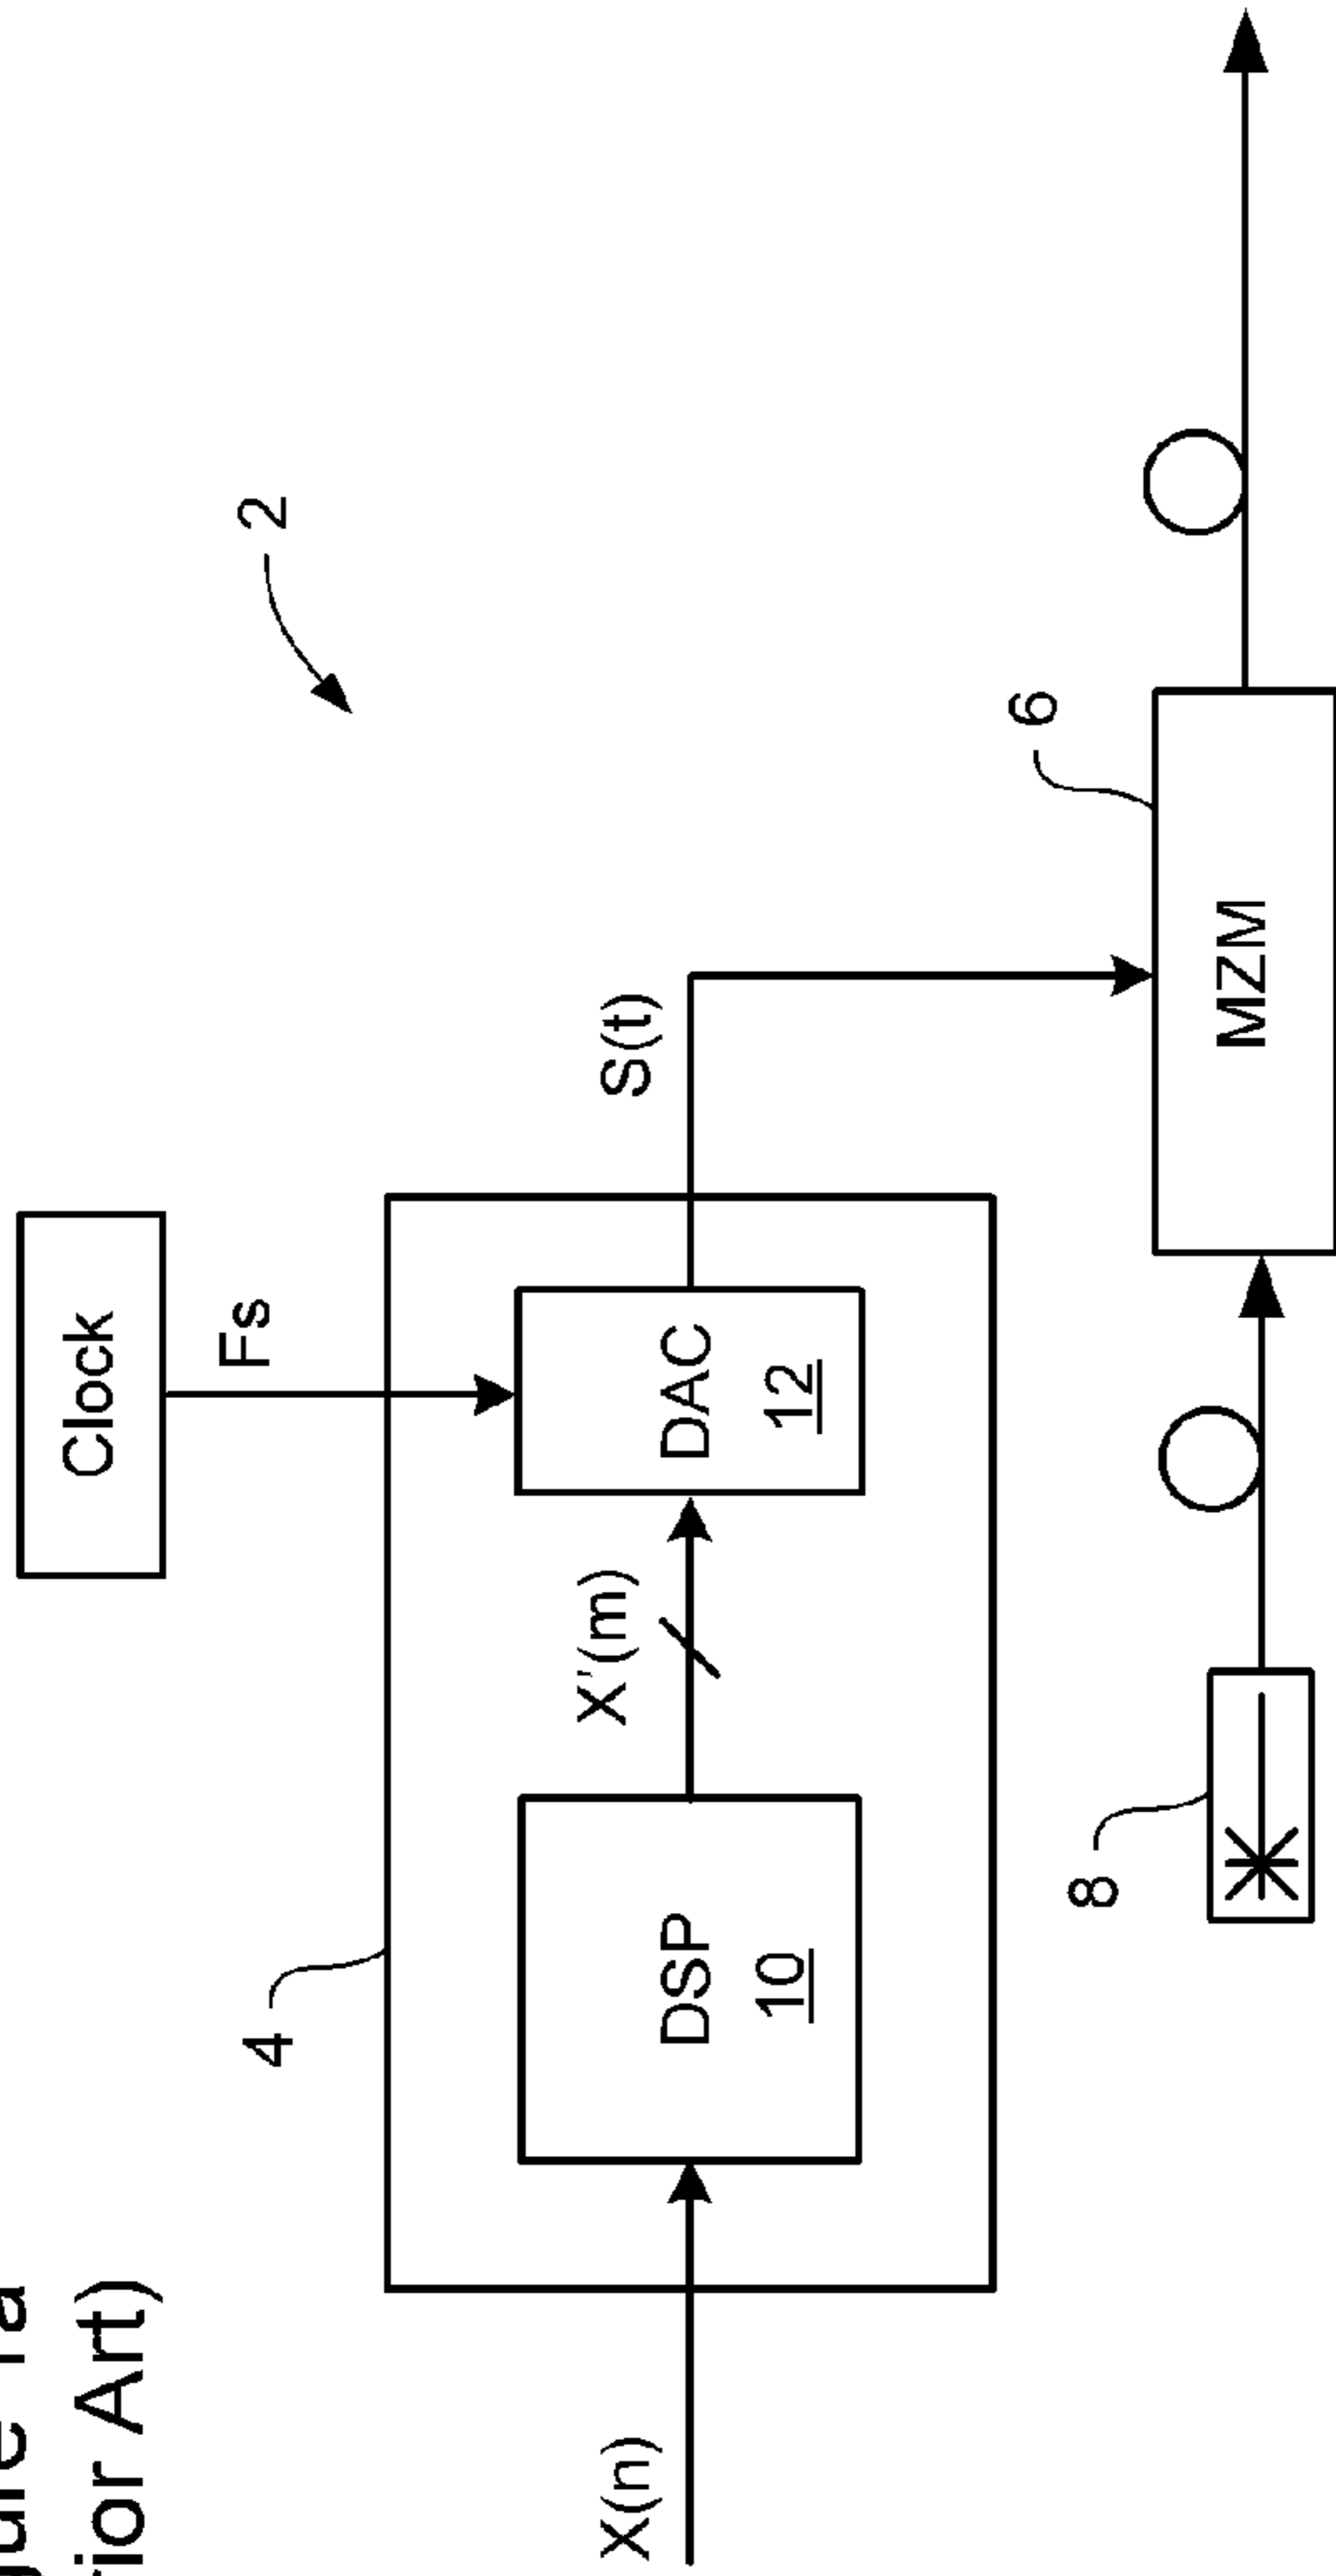 (Prior Art)
Clock
Fs
2
4
X(n)
DSP
10
X'(m)
DAC
12
S(t)
6
MZM
8